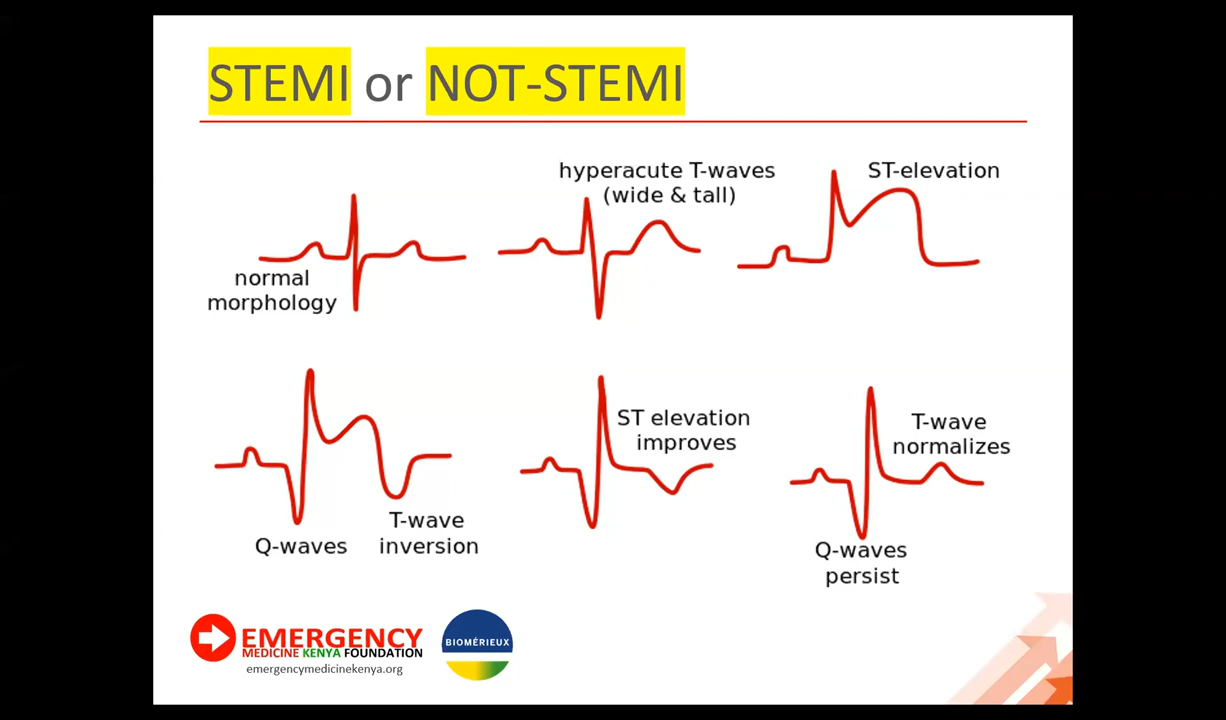 STEMI or NOT-STEMI
normal
morphology
hyperacute T-waves
(wide & tall)
ST-elevation
Q-waves
T-wave
inversion
ST elevation
improves
T-wave
normalizes
Q-waves
persist
EMERGENCY
MEDICINE KENYA FOUNDATION
emergencymedicinekenya.org
BIOMÉRIEUX